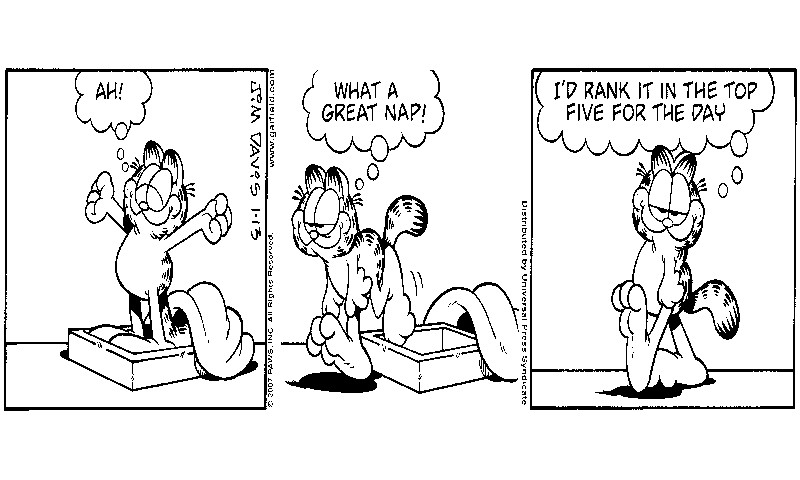 AH!
JIM DAVIS 1-13
www.garfield.com
© 2007 PAWS, INC. All Rights Reserved.
WHAT A
GREAT NAP!
Distributed by Universal Press Syndicate
I'D RANK IT IN THE TOP
FIVE FOR THE DAY